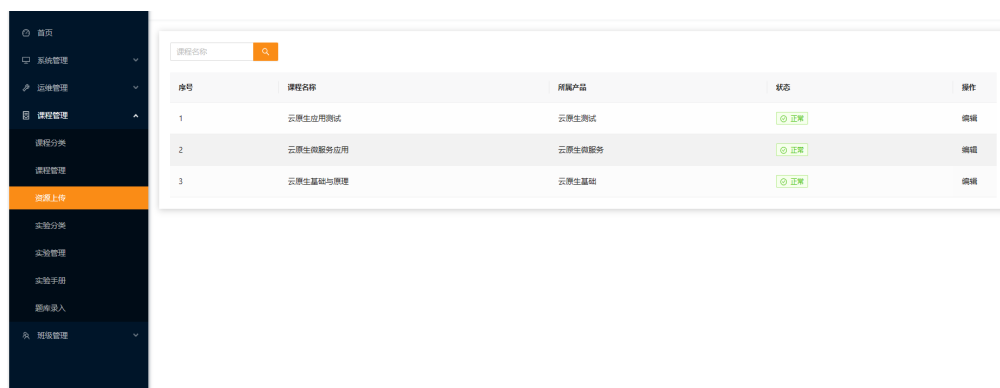 首页
系统管理
运维管理
课程管理
课程分类
课程管理
资源上传
实验分类
实验管理
实验手册
题库录入
班级管理
课程名称
序号 课程名称 所属产品 状态 操作
1 云原生应用测试 云原生测试 正常 编辑
2 云原生微服务应用 云原生微服务 正常 编辑
3 云原生基础与原理 云原生基础 正常 编辑